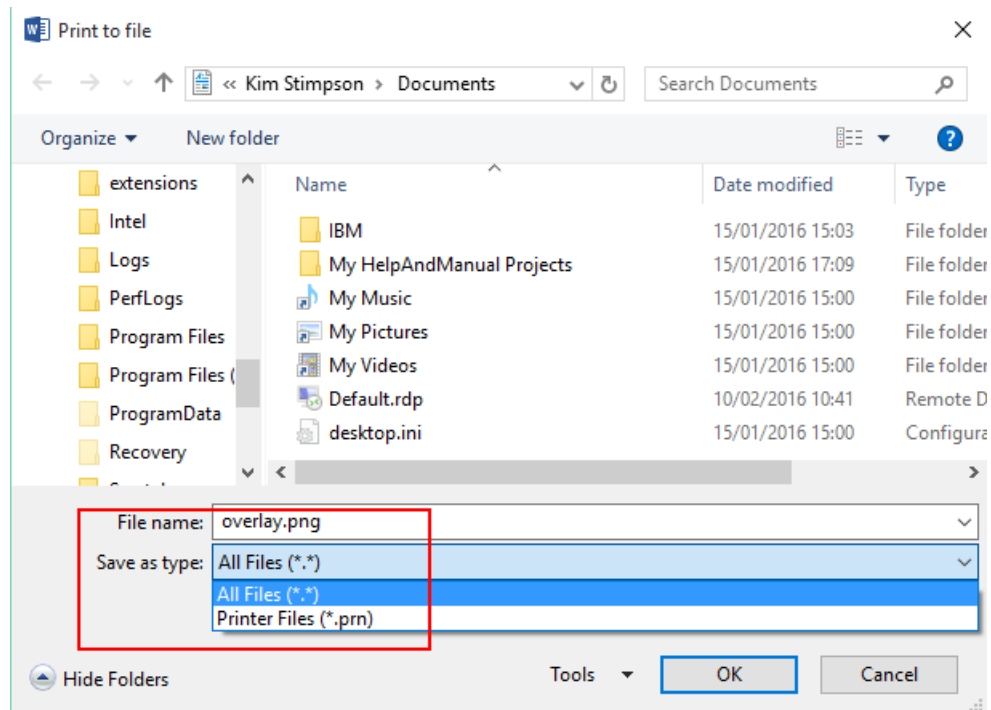 Print to file
« Kim Stimpson > Documents
Search Documents
Organize
New folder
Name
Date modified
Type
extensions
Intel
Logs
PerfLogs
Program Files
Program Files (
ProgramData
Recovery
IBM 15/01/2016 15:03 File folder
My HelpAndManual Projects 15/01/2016 17:09 File folder
My Music 15/01/2016 15:00 File folder
My Pictures 15/01/2016 15:00 File folder
My Videos 15/01/2016 15:00 File folder
Default.rdp 10/02/2016 10:41 Remote D
desktop.ini 15/01/2016 15:00 Configura
File name: overlay.png
Save as type: All Files (*.*)
All Files (*.*)
Printer Files (*.prn)
Hide Folders
Tools
OK
Cancel